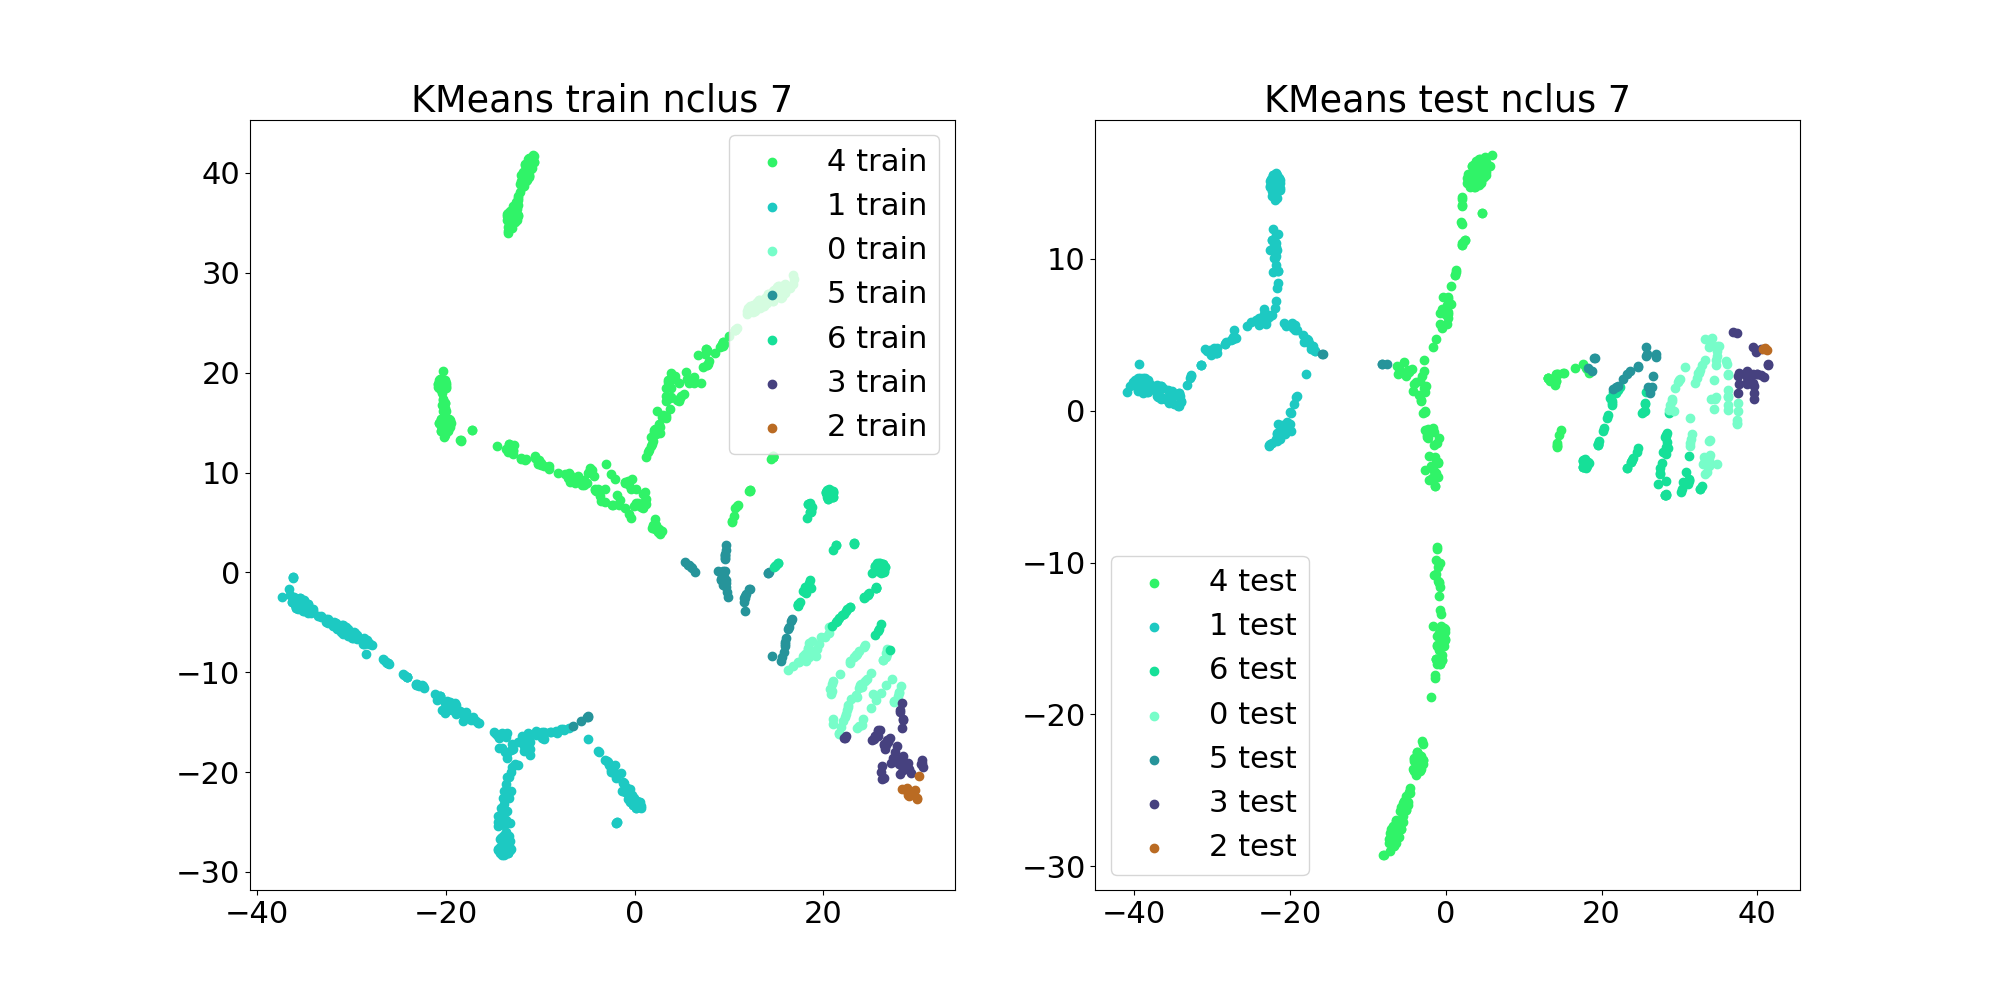 KMeans train nclus 7
40
30
20
10
0
−10
−20
−30
−40
−20
0
20
4 train
1 train
0 train
5 train
6 train
3 train
2 train
KMeans test nclus 7
10
0
−10
−20
−30
−40
−20
0
20
40
4 test
1 test
6 test
0 test
5 test
3 test
2 test